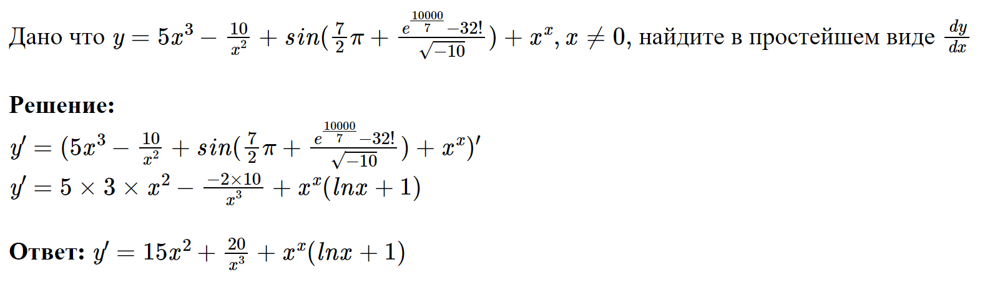 Дано что $y = 5x^3 - \frac{10}{x^2} + sin(\frac{7}{2}\pi + \frac{e^{\frac{10000}{7}} - 32!}{\sqrt{-10}}) + x^x, x \neq 0$, найдите в простейшем виде $\frac{dy}{dx}$
Решение:
$y' = (5x^3 - \frac{10}{x^2} + sin(\frac{7}{2}\pi + \frac{e^{\frac{10000}{7}} - 32!}{\sqrt{-10}}) + x^x)'$
$y' = 5 \times 3 \times x^2 - \frac{-2 \times 10}{x^3} + x^x(lnx + 1)$
Ответ: $y' = 15x^2 + \frac{20}{x^3} + x^x(lnx + 1)$